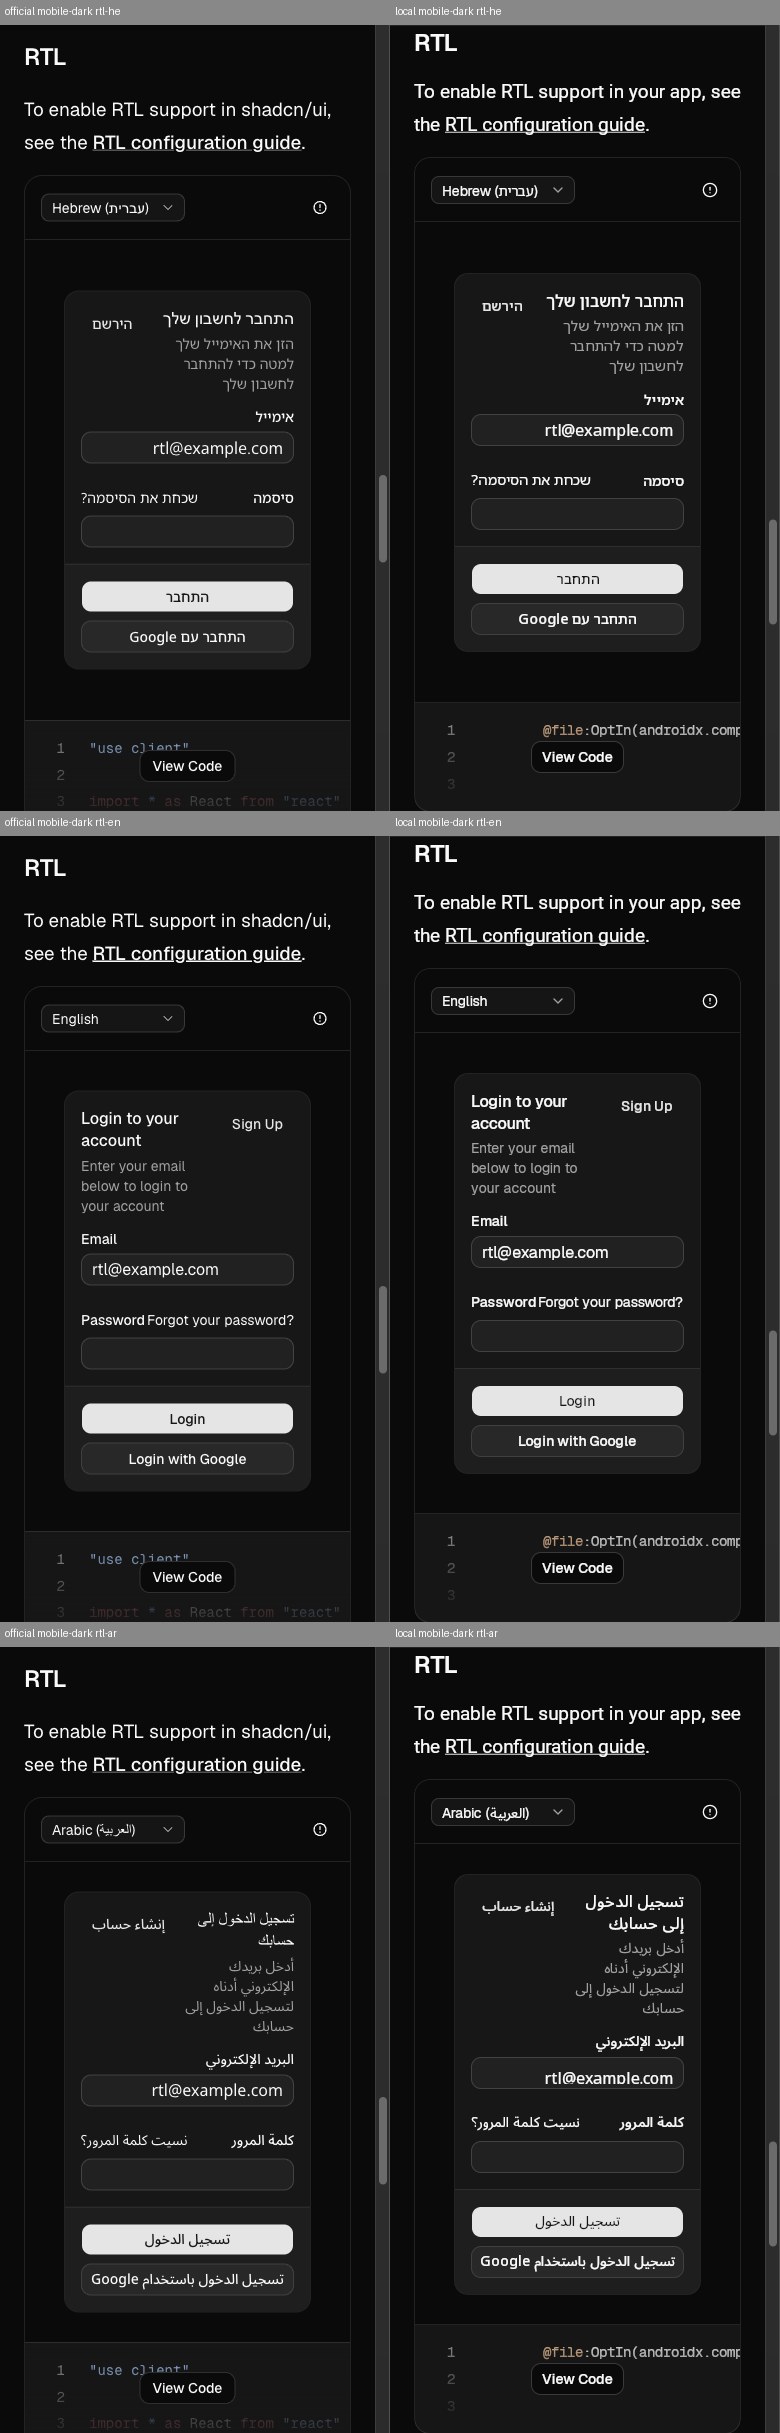 official mobile-dark rtl-he
RTL
To enable RTL support in shadcn/ui,
see the RTL configuration guide.
Hebrew (עברית)
התחבר לחשבון שלך
הירשם
הזן את האימייל שלך
למטה כדי להתחבר
לחשבון שלך
אימייל
rtl@example.com
סיסמה
שכחת את הסיסמה?
התחבר
התחבר עם Google
1 "use client"
2
View Code
3 import * as React from "react"
local mobile-dark rtl-he
RTL
To enable RTL support in your app, see
the RTL configuration guide.
Hebrew (עברית)
התחבר לחשבון שלך
הירשם
הזן את האימייל שלך
למטה כדי להתחבר
לחשבון שלך
אימייל
rtl@example.com
סיסמה
שכחת את הסיסמה?
התחבר
התחבר עם Google
1 @file:OptIn(androidx.comp
2
View Code
3
official mobile-dark rtl-en
RTL
To enable RTL support in shadcn/ui,
see the RTL configuration guide.
English
Login to your
account
Sign Up
Enter your email
below to login to
your account
Email
rtl@example.com
Password Forgot your password?
Login
Login with Google
1 "use client"
2
View Code
3 import * as React from "react"
local mobile-dark rtl-en
RTL
To enable RTL support in your app, see
the RTL configuration guide.
English
Login to your
account
Sign Up
Enter your email
below to login to
your account
Email
rtl@example.com
Password Forgot your password?
Login
Login with Google
1 @file:OptIn(androidx.comp
2
View Code
3
official mobile-dark rtl-ar
RTL
To enable RTL support in shadcn/ui,
see the RTL configuration guide.
Arabic (العربية)
تسجيل الدخول إلى
حسابك
إنشاء حساب
أدخل بريدك
الإلكتروني أدناه
لتسجيل الدخول إلى
حسابك
البريد الإلكتروني
rtl@example.com
كلمة المرور
نسيت كلمة المرور؟
تسجيل الدخول
تسجيل الدخول باستخدام Google
1 "use client"
2
View Code
3 import * as React from "react"
local mobile-dark rtl-ar
RTL
To enable RTL support in your app, see
the RTL configuration guide.
Arabic (العربية)
تسجيل الدخول
إلى حسابك
إنشاء حساب
أدخل بريدك
الإلكتروني أدناه
لتسجيل الدخول إلى
حسابك
البريد الإلكتروني
rtl@example.com
كلمة المرور
نسيت كلمة المرور؟
تسجيل الدخول
تسجيل الدخول باستخدام Google
1 @file:OptIn(androidx.comp
2
View Code
3